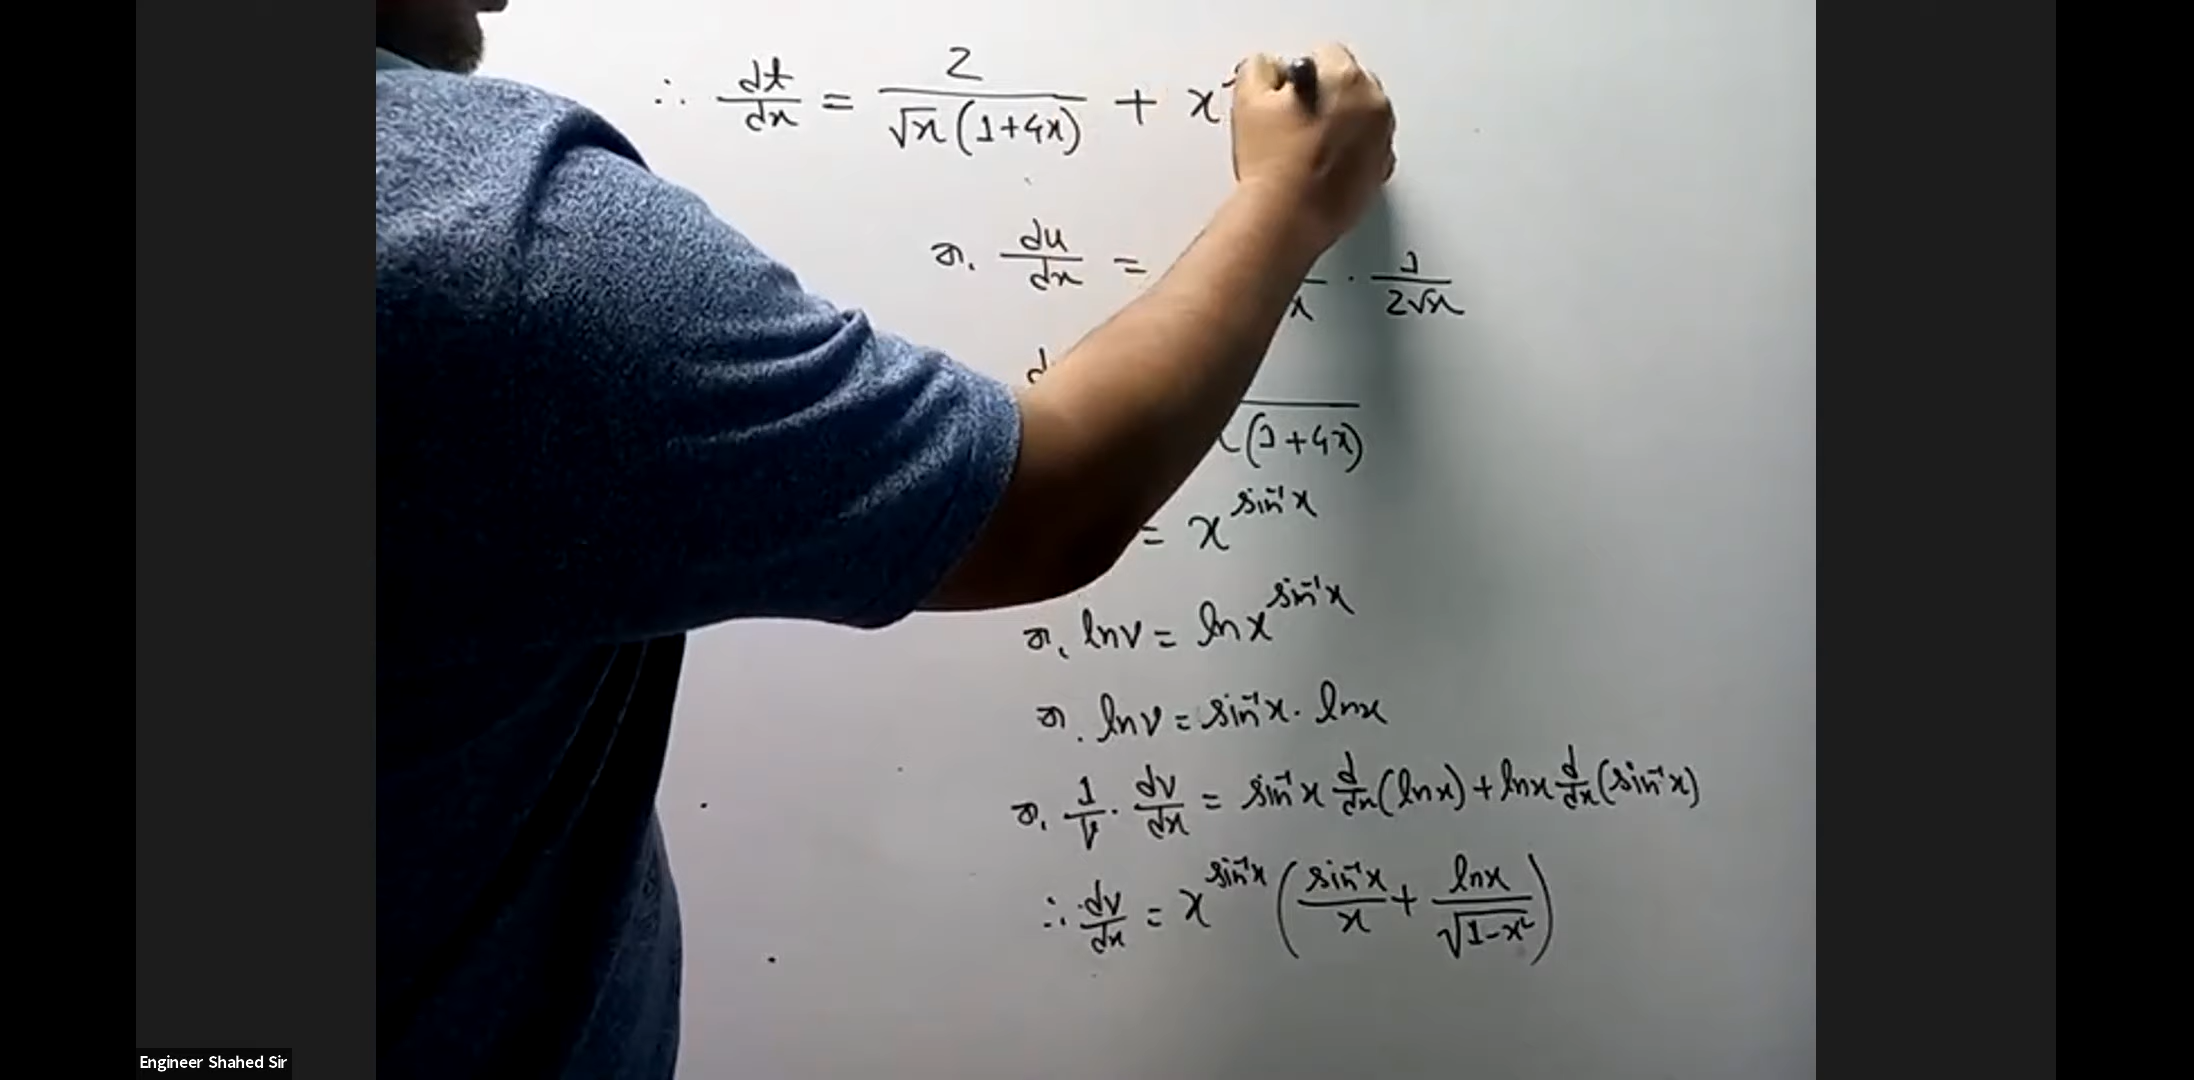 ∴ dt/dx = 2/(√x(1+4x)) + x
বা, du/dx = x · 1/(2√x)
d
(1+4x)
= x^(sin⁻¹x)
বা, lnv = lnx^(sin⁻¹x)
বা, lnv = sin⁻¹x · lnx
বা, 1/v · dv/dx = sin⁻¹x d/dx(lnx) + lnx d/dx(sin⁻¹x)
∴ dv/dx = x^(sin⁻¹x) (sin⁻¹x/x + lnx/√(1-x²))
Engineer Shahed Sir